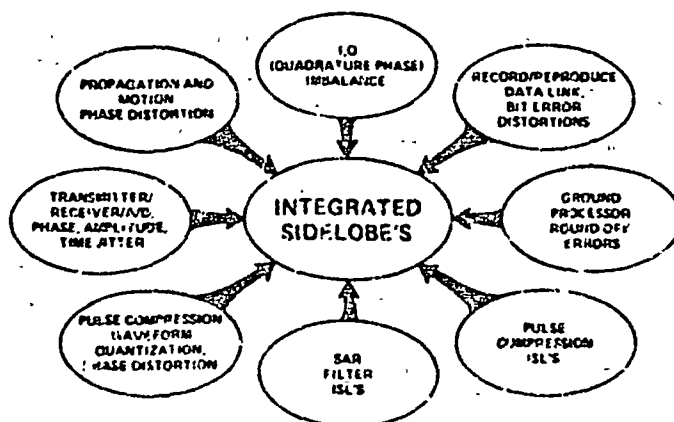 I,Q
(QUADRATURE PHASE)
IMBALANCE
RECORD/REPRODUCE
DATA LINK,
BIT ERROR
DISTORTIONS
GROUND
PROCESSOR
ROUND OFF
ERRORS
PULSE
COMPRESSION
ISL'S
SAR
FILTER
ISL'S
PULSE COMPRESSION
WAVEFORM
QUANTIZATION,
PHASE DISTORTION
TRANSMITTER/
RECEIVER/A/D,
PHASE, AMPLITUDE,
TIME JITTER
PROPAGATION AND
MOTION
PHASE DISTORTION
INTEGRATED
SIDELOBE'S